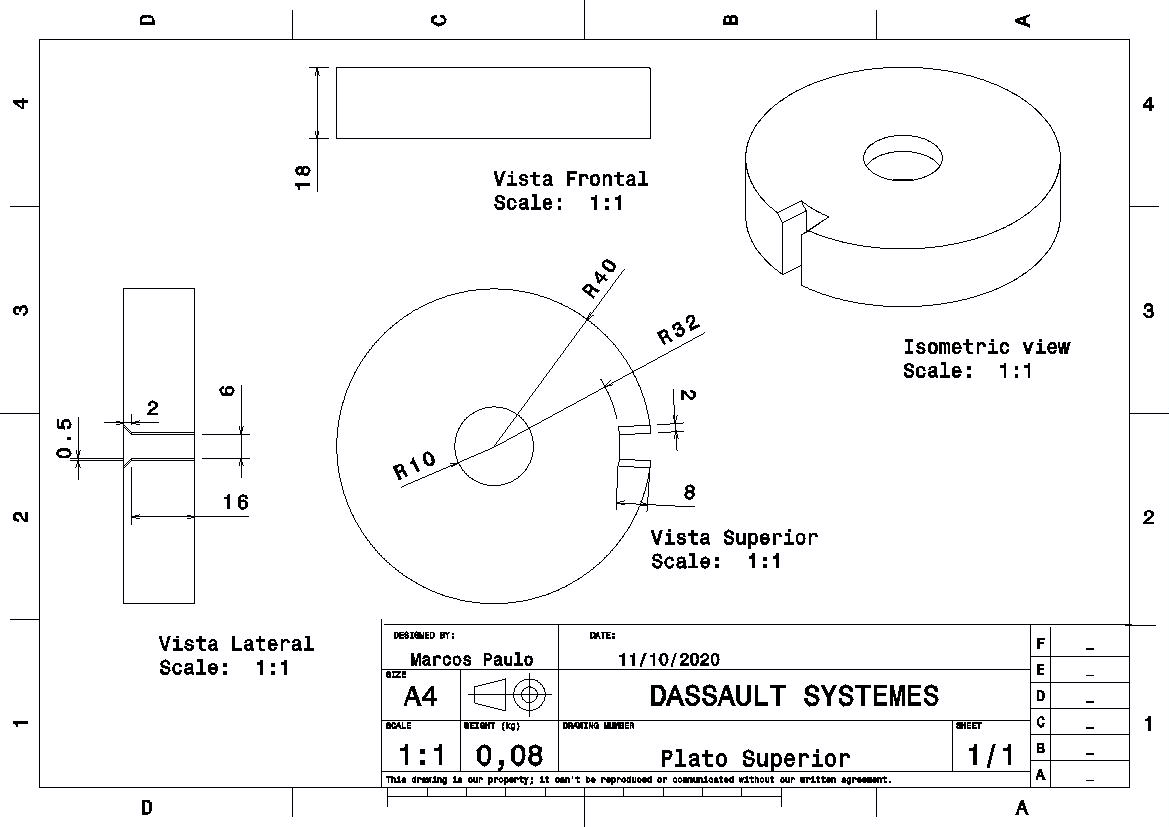 D C B A
4
4
18
Vista Frontal
Scale: 1:1
R40
R32
3
3
Isometric view
Scale: 1:1
6
2
2
0.5
R10
16
8
2
2
Vista Superior
Scale: 1:1
Vista Lateral
Scale: 1:1
DESIGNED BY:
Marcos Paulo
DATE:
11/10/2020
F _
E _
SIZE
A4
DASSAULT SYSTEMES
D _
SCALE
1:1
WEIGHT (kg)
0,08
DRAWING NUMBER
Plato Superior
SHEET
1/1
C _
B _
A _
1
1
This drawing is our property; it can't be reproduced or communicated without our written agreement.
D A